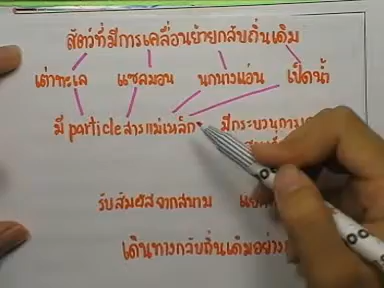 สัตว์ที่มีการเคลื่อนย้ายกลับถิ่นเดิม
เต่าทะเล แซลมอน นกนางแอ่น เป็ดน้ำ
มี particle สารแม่เหล็ก มีกระบวนการ
รับสัมผัสจากสนาม
เดินทางกลับถิ่นเดิมอย่าง